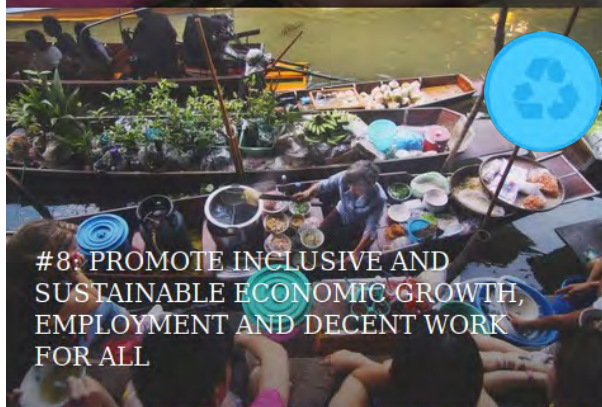 #8: PROMOTE INCLUSIVE AND
SUSTAINABLE ECONOMIC GROWTH,
EMPLOYMENT AND DECENT WORK
FOR ALL